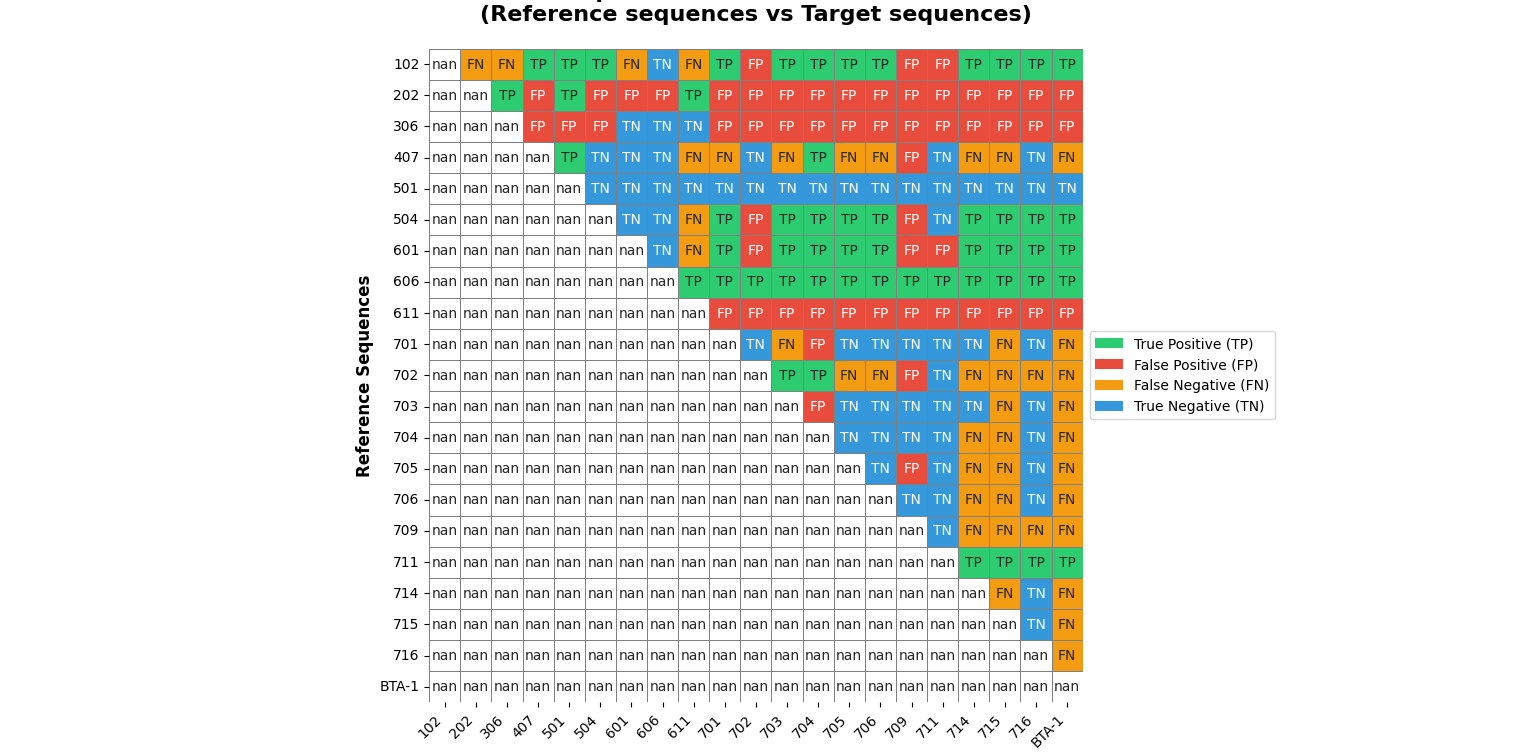 (Reference sequences vs Target sequences)
102 nan FN FN TP TP TP FN TN FN TP FP TP TP TP TP FP FP TP TP TP TP
202 nan nan TP FP TP FP FP FP TP FP FP FP FP FP FP FP FP FP FP FP FP
306 nan nan nan FP FP FP TN TN TN FP FP FP FP FP FP FP FP FP FP FP FP
407 nan nan nan nan TP TN TN TN FN FN TN FN TP FN FN FP TN FN FN TN FN
501 nan nan nan nan nan TN TN TN TN TN TN TN TN TN TN TN TN TN TN TN TN
504 nan nan nan nan nan nan TN TN FN TP FP TP TP TP TP FP TN TP TP TP TP
601 nan nan nan nan nan nan nan TN FN TP FP TP TP TP TP FP FP TP TP TP TP
606 nan nan nan nan nan nan nan nan TP TP TP TP TP TP TP TP TP TP TP TP TP
611 nan nan nan nan nan nan nan nan nan FP FP FP FP FP FP FP FP FP FP FP FP
701 nan nan nan nan nan nan nan nan nan nan TN FN FP TN TN TN TN TN FN TN FN
702 nan nan nan nan nan nan nan nan nan nan nan TP TP FN FN FP TN FN FN FN FN
703 nan nan nan nan nan nan nan nan nan nan nan nan FP TN TN TN TN TN FN TN FN
704 nan nan nan nan nan nan nan nan nan nan nan nan nan TN TN TN TN FN FN TN FN
705 nan nan nan nan nan nan nan nan nan nan nan nan nan nan TN FP TN FN FN TN FN
706 nan nan nan nan nan nan nan nan nan nan nan nan nan nan nan TN TN FN FN TN FN
709 nan nan nan nan nan nan nan nan nan nan nan nan nan nan nan nan TN FN FN FN FN
711 nan nan nan nan nan nan nan nan nan nan nan nan nan nan nan nan nan TP TP TP TP
714 nan nan nan nan nan nan nan nan nan nan nan nan nan nan nan nan nan nan FN TN FN
715 nan nan nan nan nan nan nan nan nan nan nan nan nan nan nan nan nan nan nan TN FN
716 nan nan nan nan nan nan nan nan nan nan nan nan nan nan nan nan nan nan nan nan FN
BTA-1 nan nan nan nan nan nan nan nan nan nan nan nan nan nan nan nan nan nan nan nan nan
102 202 306 407 501 504 601 606 611 701 702 703 704 705 706 709 711 714 715 716 BTA-1
Reference Sequences
True Positive (TP)
False Positive (FP)
False Negative (FN)
True Negative (TN)